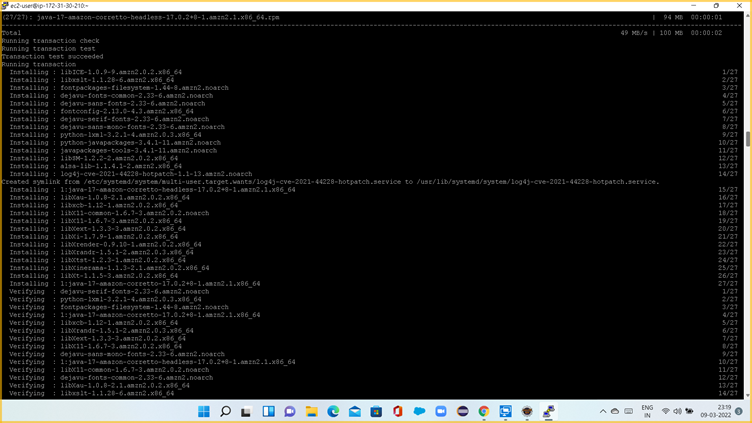 ec2-user@ip-172-31-30-210:~
(27/27): java-17-amazon-corretto-headless-17.0.2+8-1.amzn2.1.x86_64.rpm | 94 MB 00:00:01
Total 49 MB/s | 100 MB 00:00:02
Running transaction check
Running transaction test
Transaction test succeeded
Running transaction
Installing : libICE-1.0.9-9.amzn2.0.2.x86_64 1/27
Installing : libxslt-1.1.28-6.amzn2.x86_64 2/27
Installing : fontpackages-filesystem-1.44-8.amzn2.noarch 3/27
Installing : dejavu-fonts-common-2.33-6.amzn2.noarch 4/27
Installing : dejavu-sans-fonts-2.33-6.amzn2.noarch 5/27
Installing : fontconfig-2.13.0-4.3.amzn2.x86_64 6/27
Installing : dejavu-serif-fonts-2.33-6.amzn2.noarch 7/27
Installing : dejavu-sans-mono-fonts-2.33-6.amzn2.noarch 8/27
Installing : python-lxml-3.2.1-4.amzn2.0.3.x86_64 9/27
Installing : python-javapackages-3.4.1-11.amzn2.noarch 10/27
Installing : javapackages-tools-3.4.1-11.amzn2.noarch 11/27
Installing : libSM-1.2.2-2.amzn2.0.2.x86_64 12/27
Installing : alsa-lib-1.1.4.1-2.amzn2.x86_64 13/27
Installing : log4j-cve-2021-44228-hotpatch-1.1-13.amzn2.noarch 14/27
Created symlink from /etc/systemd/system/multi-user.target.wants/log4j-cve-2021-44228-hotpatch.service to /usr/lib/systemd/system/log4j-cve-2021-44228-hotpatch.service.
Installing : 1:java-17-amazon-corretto-headless-17.0.2+8-1.amzn2.1.x86_64 15/27
Installing : libXau-1.0.8-2.1.amzn2.0.2.x86_64 16/27
Installing : libxcb-1.12-1.amzn2.0.2.x86_64 17/27
Installing : libX11-common-1.6.7-3.amzn2.0.2.noarch 18/27
Installing : libX11-1.6.7-3.amzn2.0.2.x86_64 19/27
Installing : libXext-1.3.3-3.amzn2.0.2.x86_64 20/27
Installing : libXi-1.7.9-1.amzn2.0.2.x86_64 21/27
Installing : libXrender-0.9.10-1.amzn2.0.2.x86_64 22/27
Installing : libXrandr-1.5.1-2.amzn2.0.3.x86_64 23/27
Installing : libXtst-1.2.3-1.amzn2.0.2.x86_64 24/27
Installing : libXinerama-1.1.3-2.1.amzn2.0.2.x86_64 25/27
Installing : libXt-1.1.5-3.amzn2.0.2.x86_64 26/27
Installing : 1:java-17-amazon-corretto-17.0.2+8-1.amzn2.1.x86_64 27/27
Verifying : dejavu-serif-fonts-2.33-6.amzn2.noarch 1/27
Verifying : python-lxml-3.2.1-4.amzn2.0.3.x86_64 2/27
Verifying : fontpackages-filesystem-1.44-8.amzn2.noarch 3/27
Verifying : 1:java-17-amazon-corretto-17.0.2+8-1.amzn2.1.x86_64 4/27
Verifying : libxcb-1.12-1.amzn2.0.2.x86_64 5/27
Verifying : libXrandr-1.5.1-2.amzn2.0.3.x86_64 6/27
Verifying : libXext-1.3.3-3.amzn2.0.2.x86_64 7/27
Verifying : libX11-1.6.7-3.amzn2.0.2.x86_64 8/27
Verifying : dejavu-sans-mono-fonts-2.33-6.amzn2.noarch 9/27
Verifying : 1:java-17-amazon-corretto-headless-17.0.2+8-1.amzn2.1.x86_64 10/27
Verifying : libX11-common-1.6.7-3.amzn2.0.2.noarch 11/27
Verifying : dejavu-fonts-common-2.33-6.amzn2.noarch 12/27
Verifying : libXau-1.0.8-2.1.amzn2.0.2.x86_64 13/27
Verifying : libxslt-1.1.28-6.amzn2.x86_64 14/27
ENG
IN
23:19
09-03-2022